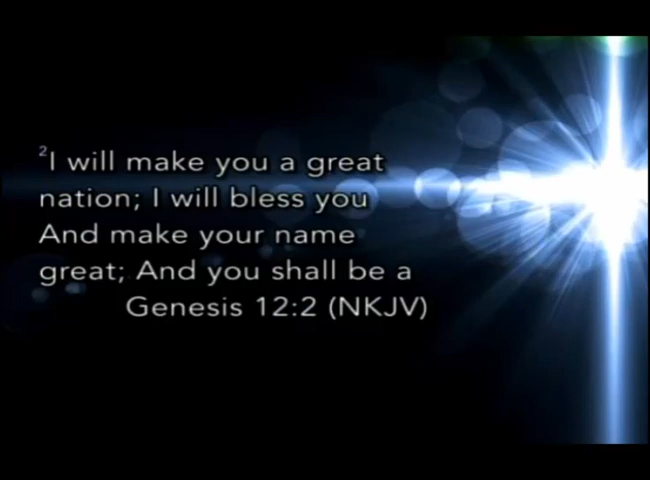 ²I will make you a great
nation; I will bless you
And make your name
great; And you shall be a
Genesis 12:2 (NKJV)